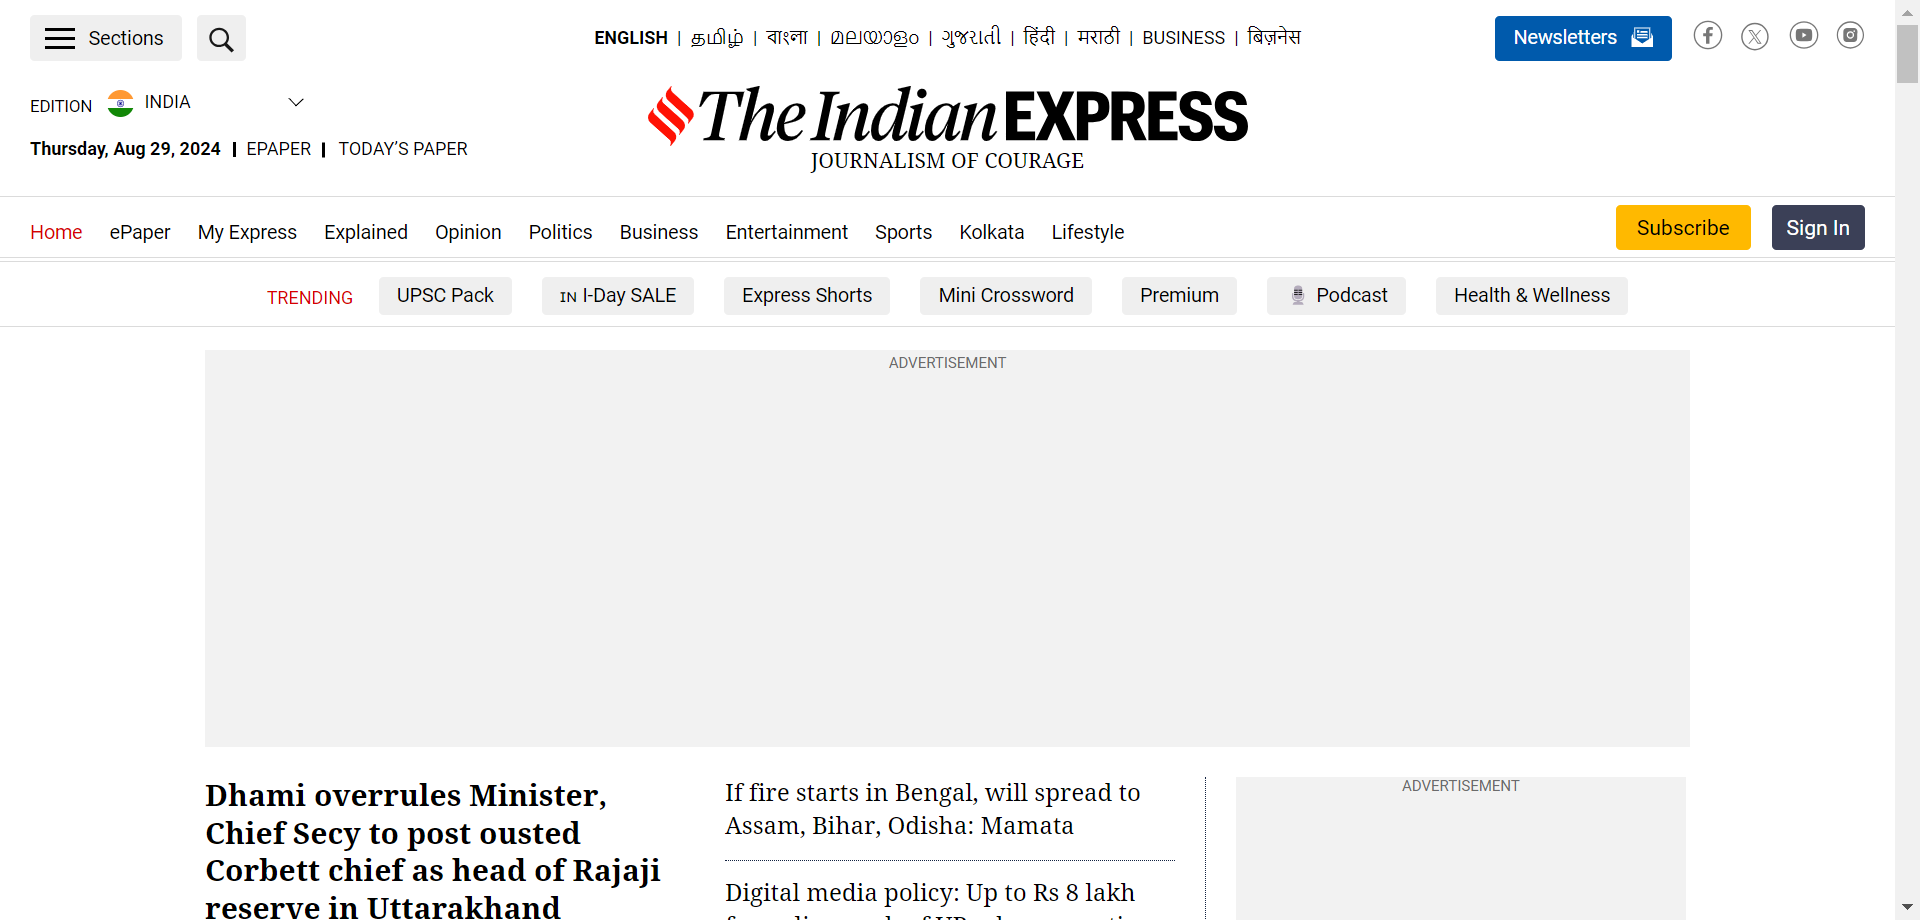 Sections
ENGLISH | தமிழ் | বাংলা | മലയാളം | ગુજરાતી | हिंदी | मराठी | BUSINESS | बिज़नेस
Newsletters
EDITION INDIA
The Indian EXPRESS
JOURNALISM OF COURAGE
Thursday, Aug 29, 2024 | EPAPER | TODAY'S PAPER
Home ePaper My Express Explained Opinion Politics Business Entertainment Sports Kolkata Lifestyle
Subscribe Sign In
TRENDING UPSC Pack IN I-Day SALE Express Shorts Mini Crossword Premium Podcast Health & Wellness
ADVERTISEMENT
Dhami overrules Minister,
Chief Secy to post ousted
Corbett chief as head of Rajaji
reserve in Uttarakhand
If fire starts in Bengal, will spread to
Assam, Bihar, Odisha: Mamata
Digital media policy: Up to Rs 8 lakh
ADVERTISEMENT